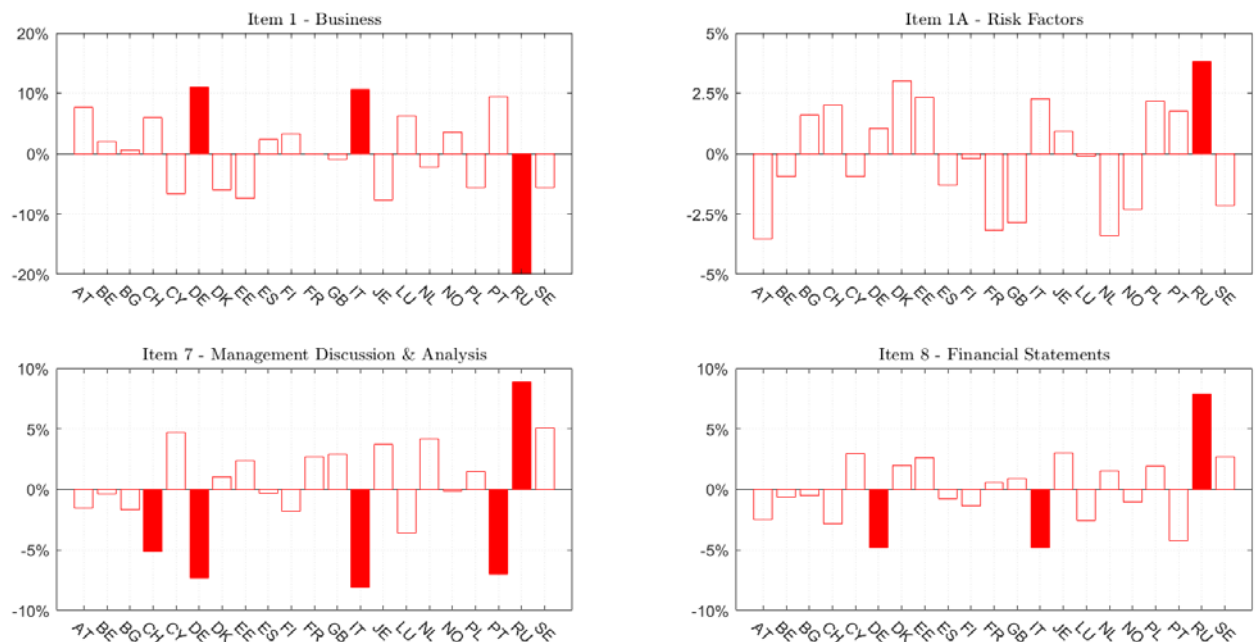 Item 1 - Business
20%
10%
0%
-10%
-20%
AT BE BG CH CY DE DK EE ES FI FR GB IT JE LU NL NO PL PT RU SE
Item 1A - Risk Factors
5%
2.5%
0%
-2.5%
-5%
AT BE BG CH CY DE DK EE ES FI FR GB IT JE LU NL NO PL PT RU SE
Item 7 - Management Discussion & Analysis
10%
5%
0%
-5%
-10%
AT BE BG CH CY DE DK EE ES FI FR GB IT JE LU NL NO PL PT RU SE
Item 8 - Financial Statements
10%
5%
0%
-5%
-10%
AT BE BG CH CY DE DK EE ES FI FR GB IT JE LU NL NO PL PT RU SE